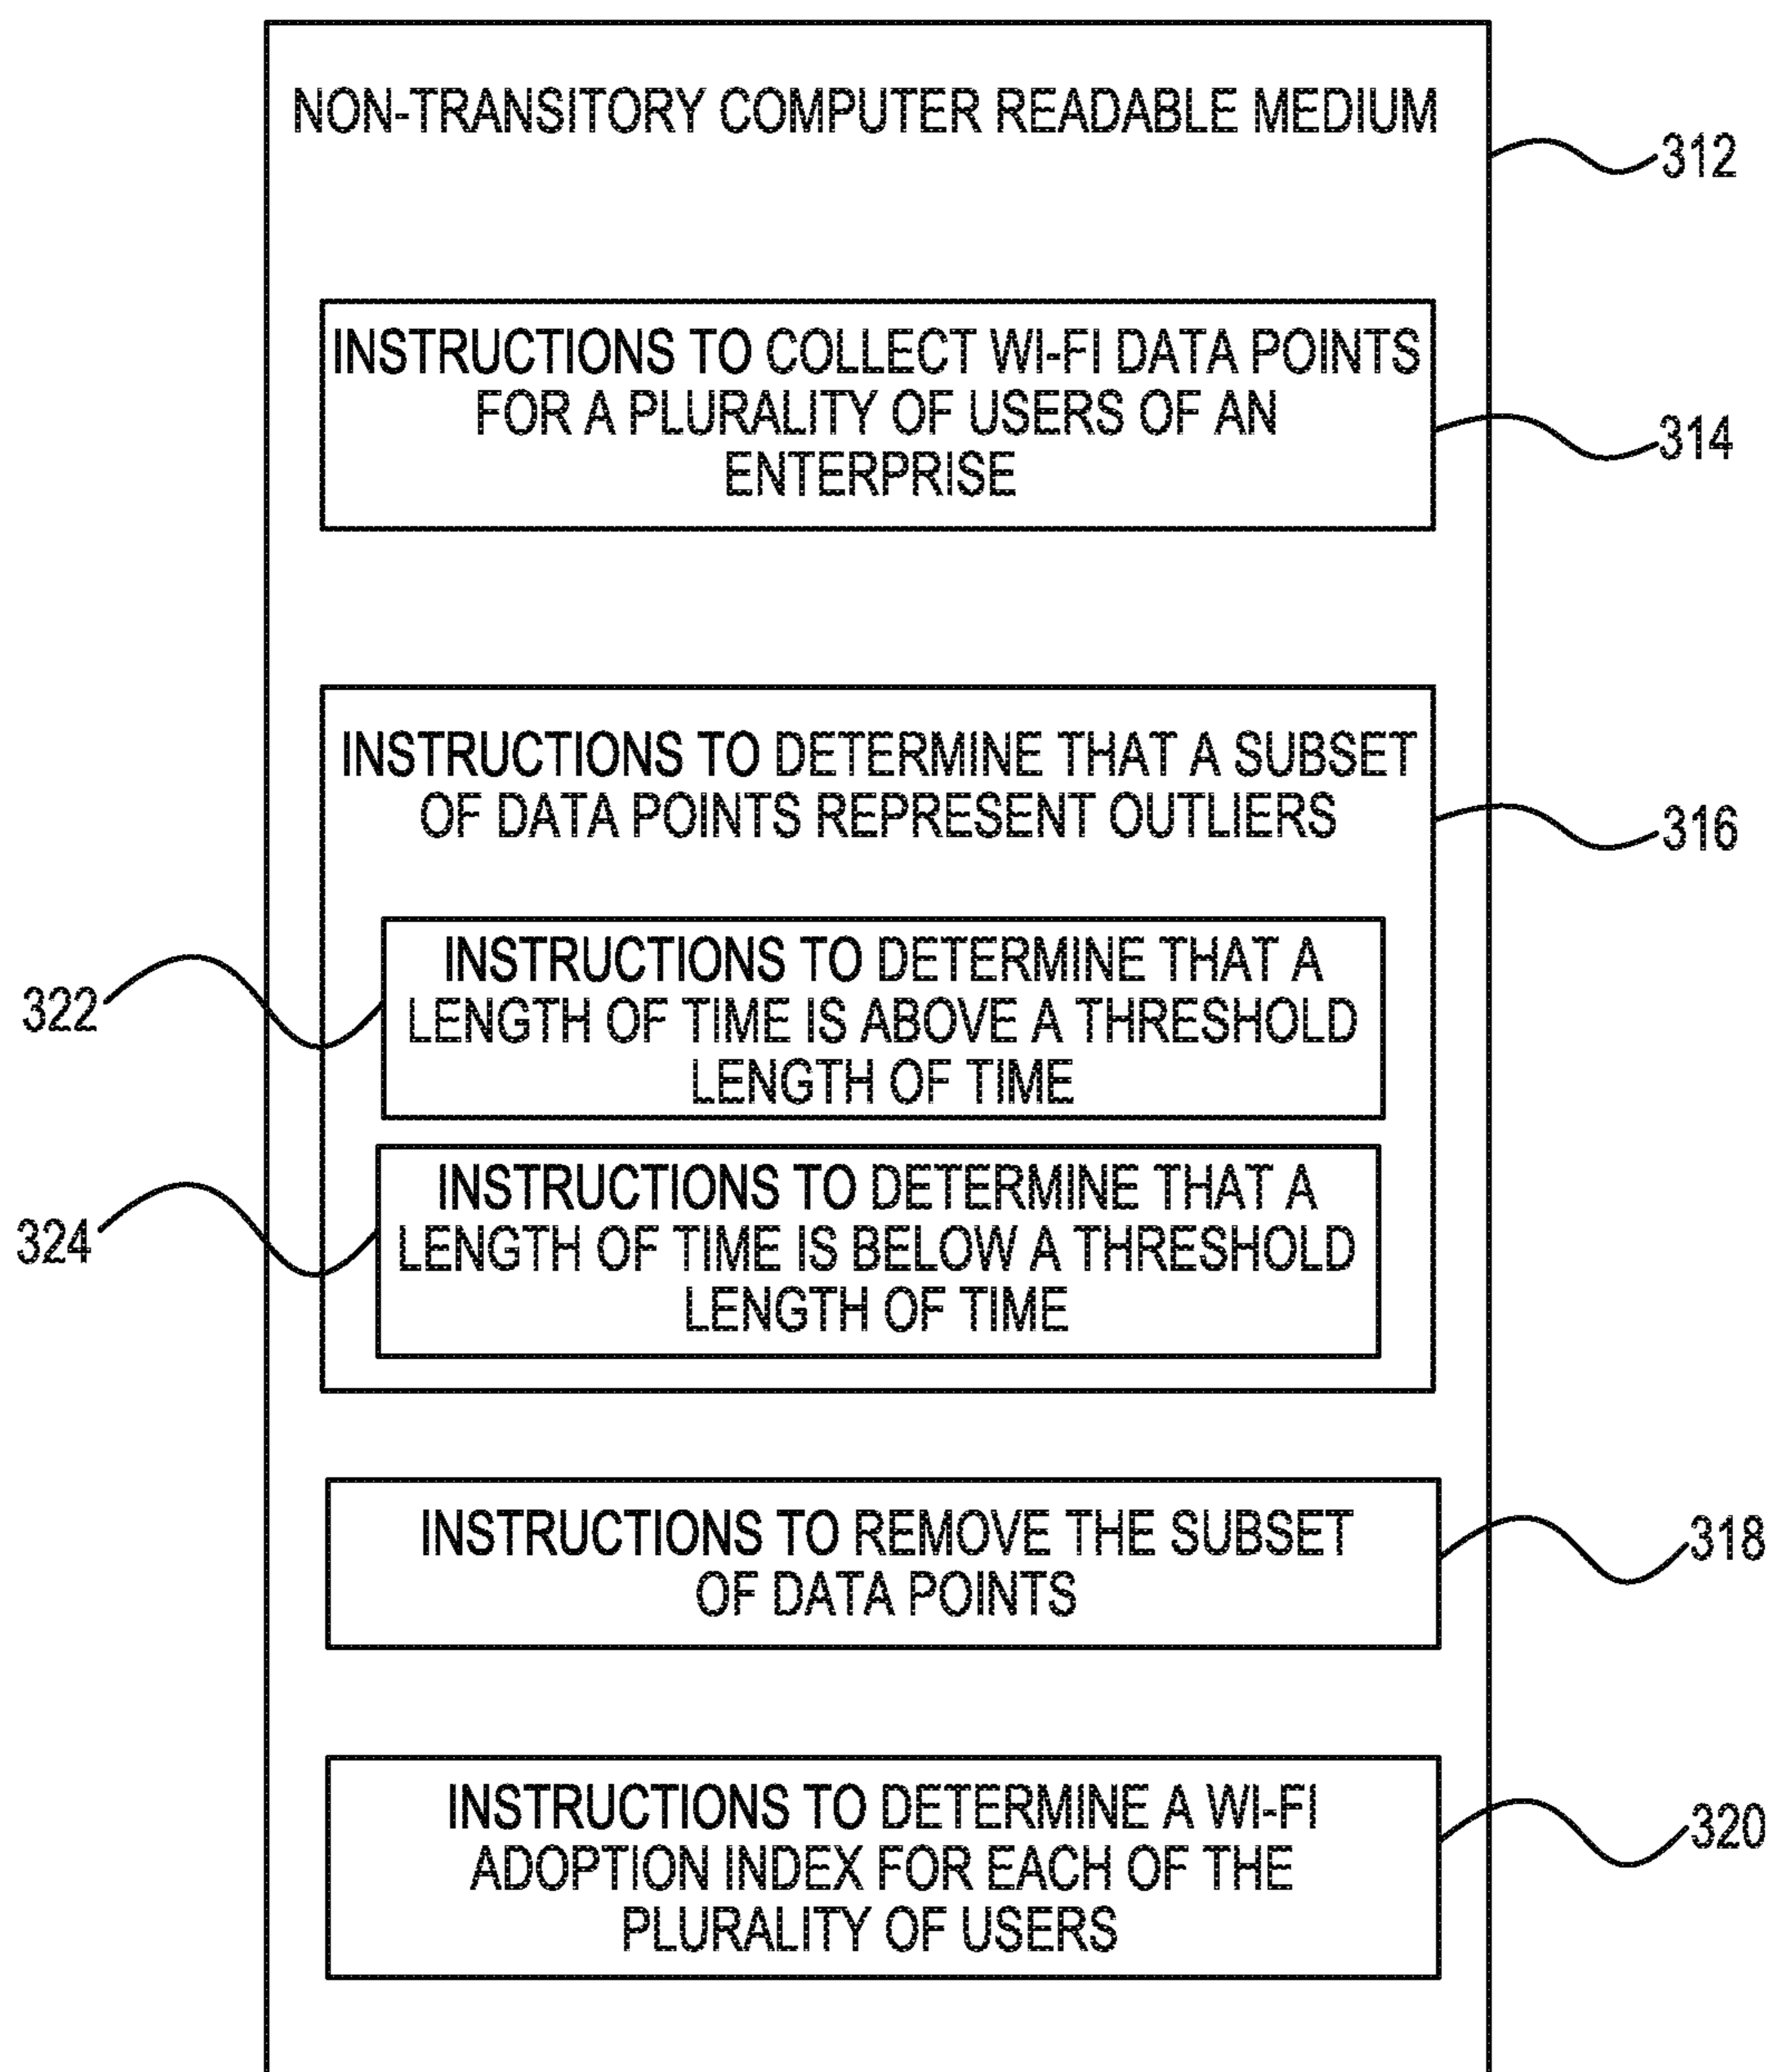 NON-TRANSITORY COMPUTER READABLE MEDIUM
312
INSTRUCTIONS TO COLLECT WI-FI DATA POINTS
FOR A PLURALITY OF USERS OF AN
ENTERPRISE
314
INSTRUCTIONS TO DETERMINE THAT A SUBSET
OF DATA POINTS REPRESENT OUTLIERS
316
INSTRUCTIONS TO DETERMINE THAT A
LENGTH OF TIME IS ABOVE A THRESHOLD
LENGTH OF TIME
322
INSTRUCTIONS TO DETERMINE THAT A
LENGTH OF TIME IS BELOW A THRESHOLD
LENGTH OF TIME
324
INSTRUCTIONS TO REMOVE THE SUBSET
OF DATA POINTS
318
INSTRUCTIONS TO DETERMINE A WI-FI
ADOPTION INDEX FOR EACH OF THE
PLURALITY OF USERS
320